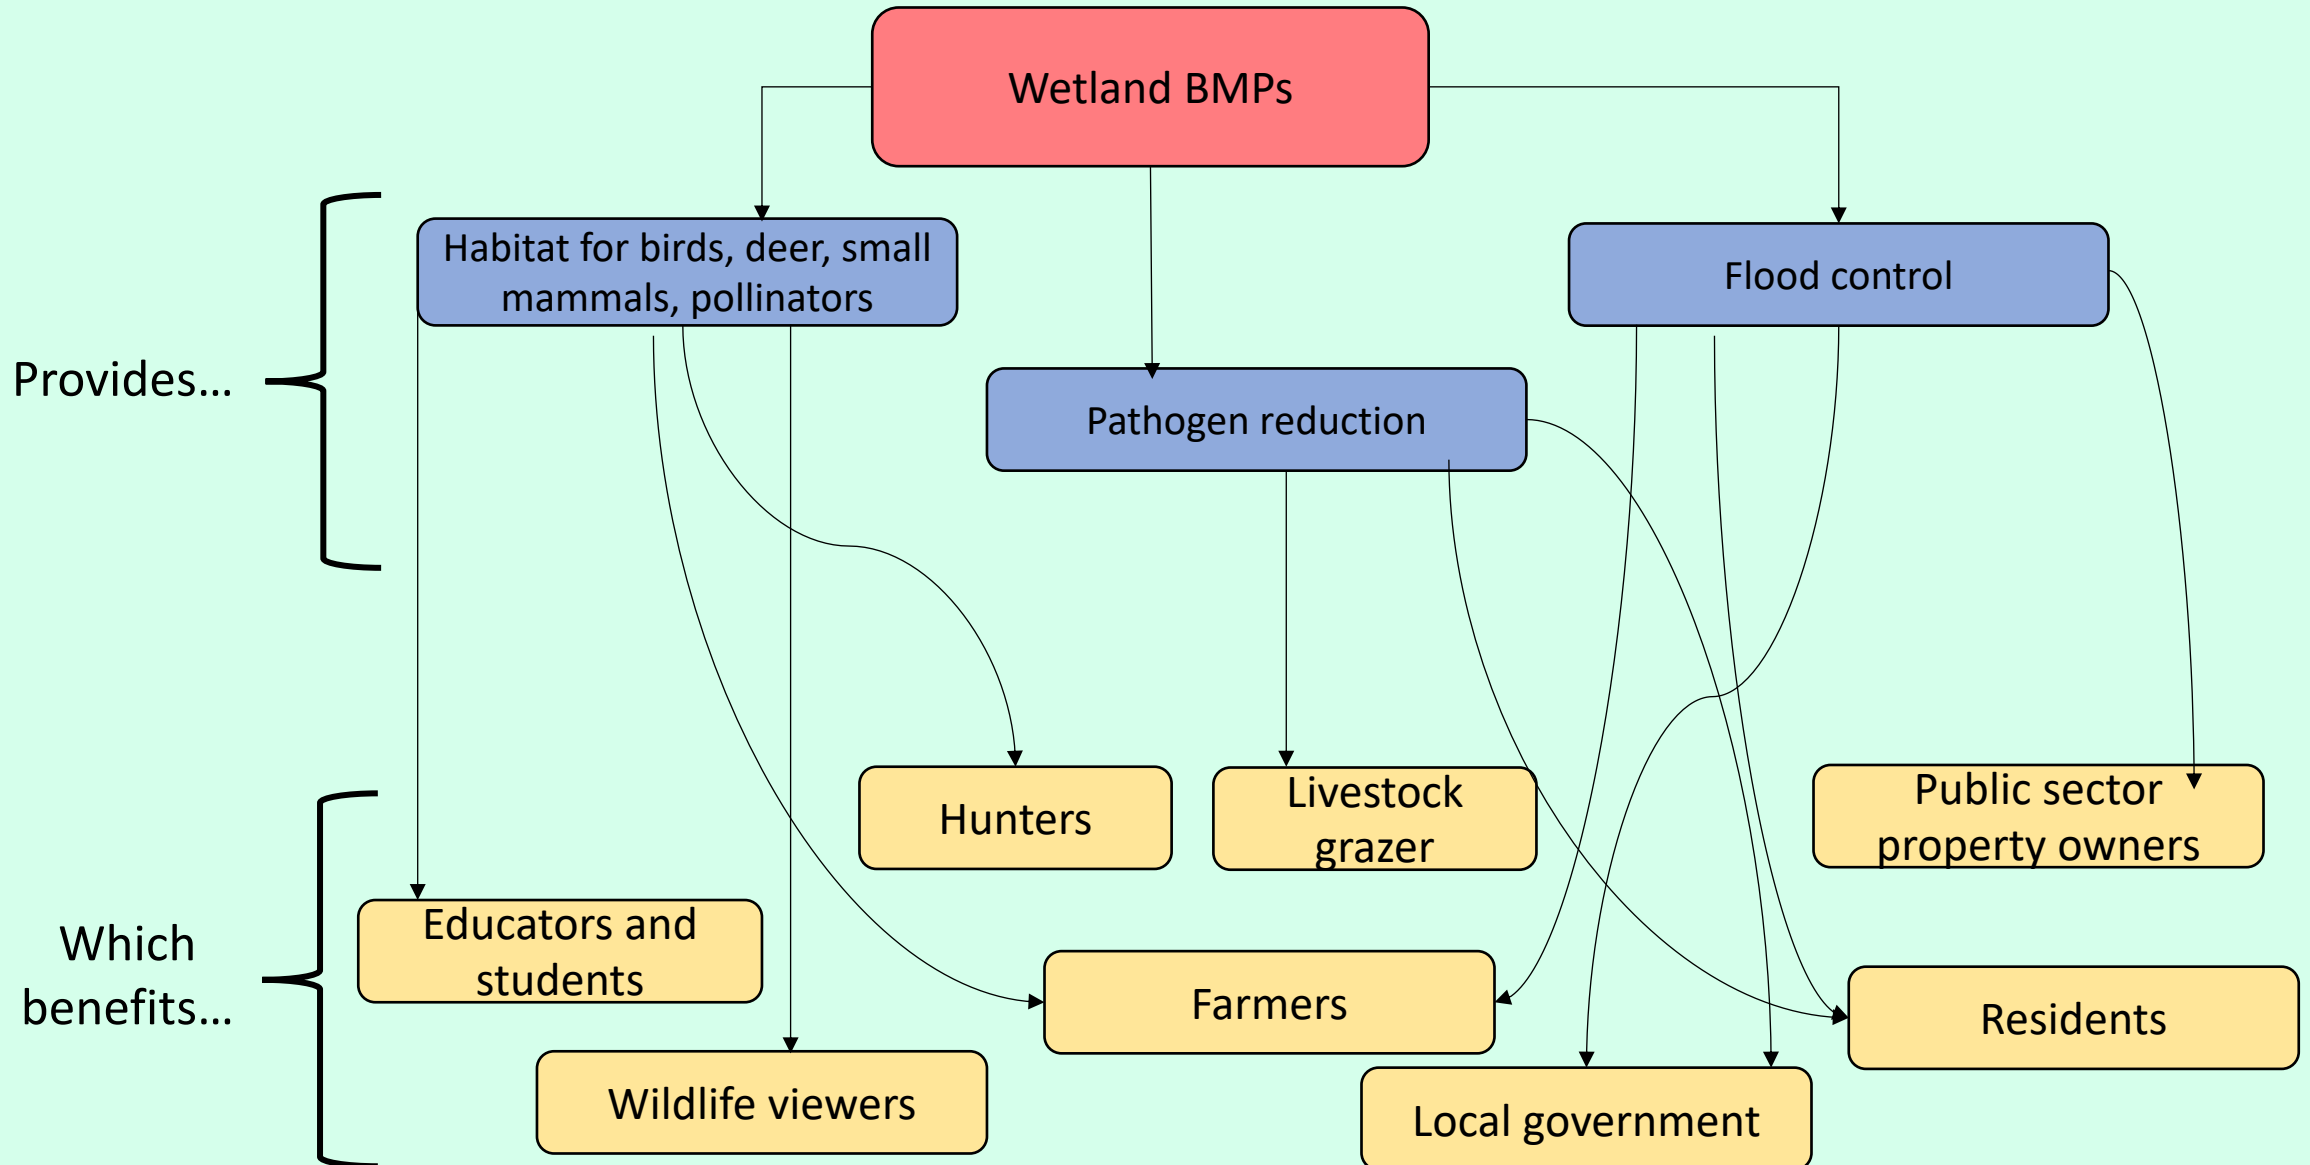 Wetland BMPs
Habitat for birds, deer, small
mammals, pollinators
Flood control
Provides...
Pathogen reduction
Hunters
Livestock
grazer
Public sector
property owners
Which
benefits...
Educators and
students
Farmers
Residents
Wildlife viewers
Local government